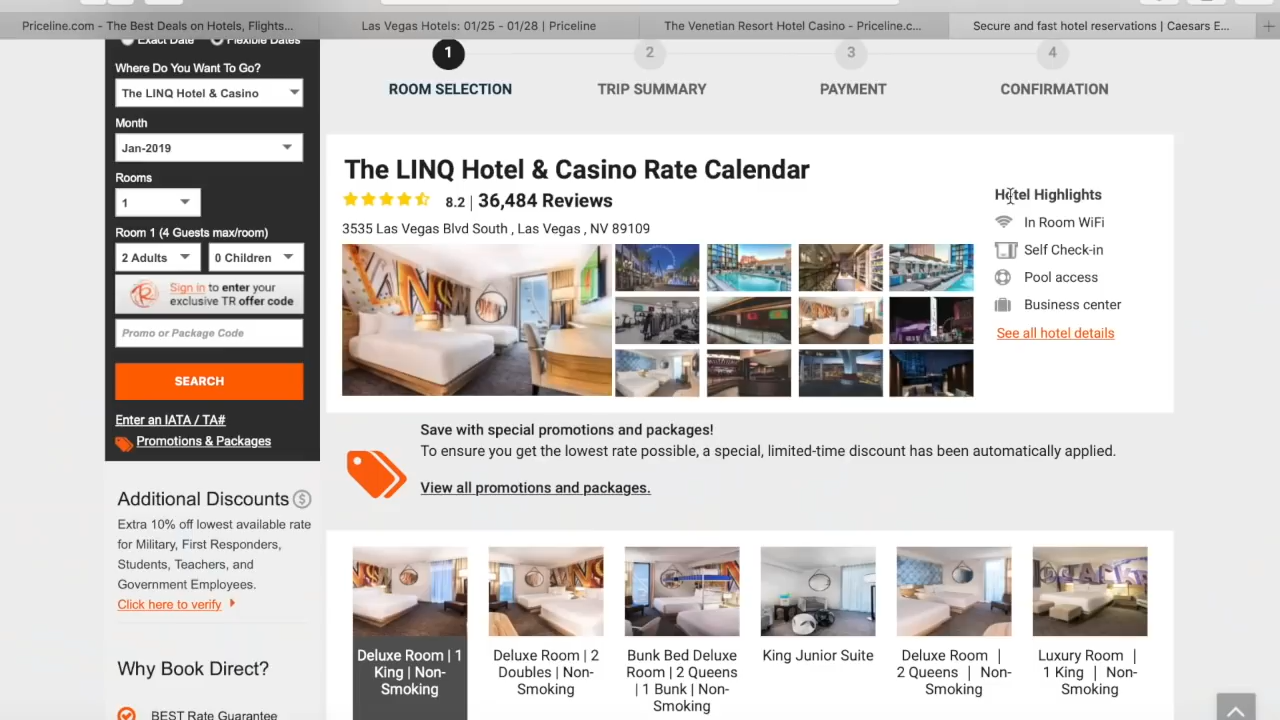 Priceline.com - The Best Deals on Hotels, Flights...
Las Vegas Hotels: 01/25 - 01/28 | Priceline
The Venetian Resort Hotel Casino - Priceline.c...
Secure and fast hotel reservations | Caesars E...
Exact Date
Flexible Dates
Where Do You Want To Go?
The LINQ Hotel & Casino
Month
Jan-2019
Rooms
1
Room 1 (4 Guests max/room)
2 Adults
0 Children
Sign in to enter your
exclusive TR offer code
Promo or Package Code
SEARCH
Enter an IATA / TA#
Promotions & Packages
Additional Discounts
Extra 10% off lowest available rate
for Military, First Responders,
Students, Teachers, and
Government Employees.
Click here to verify
Why Book Direct?
BEST Rate Guarantee
1
2
3
4
ROOM SELECTION
TRIP SUMMARY
PAYMENT
CONFIRMATION
The LINQ Hotel & Casino Rate Calendar
8.2 | 36,484 Reviews
3535 Las Vegas Blvd South , Las Vegas , NV 89109
Hotel Highlights
In Room WiFi
Self Check-in
Pool access
Business center
See all hotel details
Save with special promotions and packages!
To ensure you get the lowest rate possible, a special, limited-time discount has been automatically applied.
View all promotions and packages.
Deluxe Room | 1
King | Non-
Smoking
Deluxe Room | 2
Doubles | Non-
Smoking
Bunk Bed Deluxe
Room | 2 Queens
| 1 Bunk | Non-
Smoking
King Junior Suite
Deluxe Room |
2 Queens | Non-
Smoking
Luxury Room |
1 King | Non-
Smoking